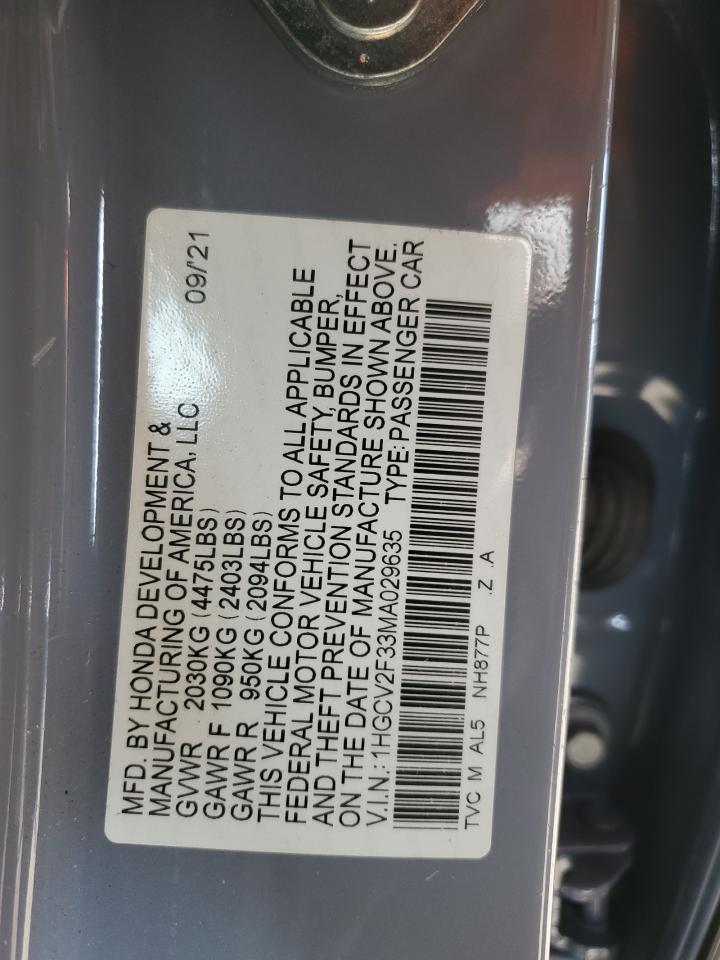 MFD. BY HONDA DEVELOPMENT &
MANUFACTURING OF AMERICA, LLC 09/21
GVWR 2030KG (4475LBS)
GAWR F 1090KG (2403LBS)
GAWR R 950KG (2094LBS)
THIS VEHICLE CONFORMS TO ALL APPLICABLE
FEDERAL MOTOR VEHICLE SAFETY, BUMPER,
AND THEFT PREVENTION STANDARDS IN EFFECT
ON THE DATE OF MANUFACTURE SHOWN ABOVE.
V.I.N.: 1HGCV2F33MA029635 TYPE: PASSENGER CAR
TVC M AL5 NH877P .Z .A